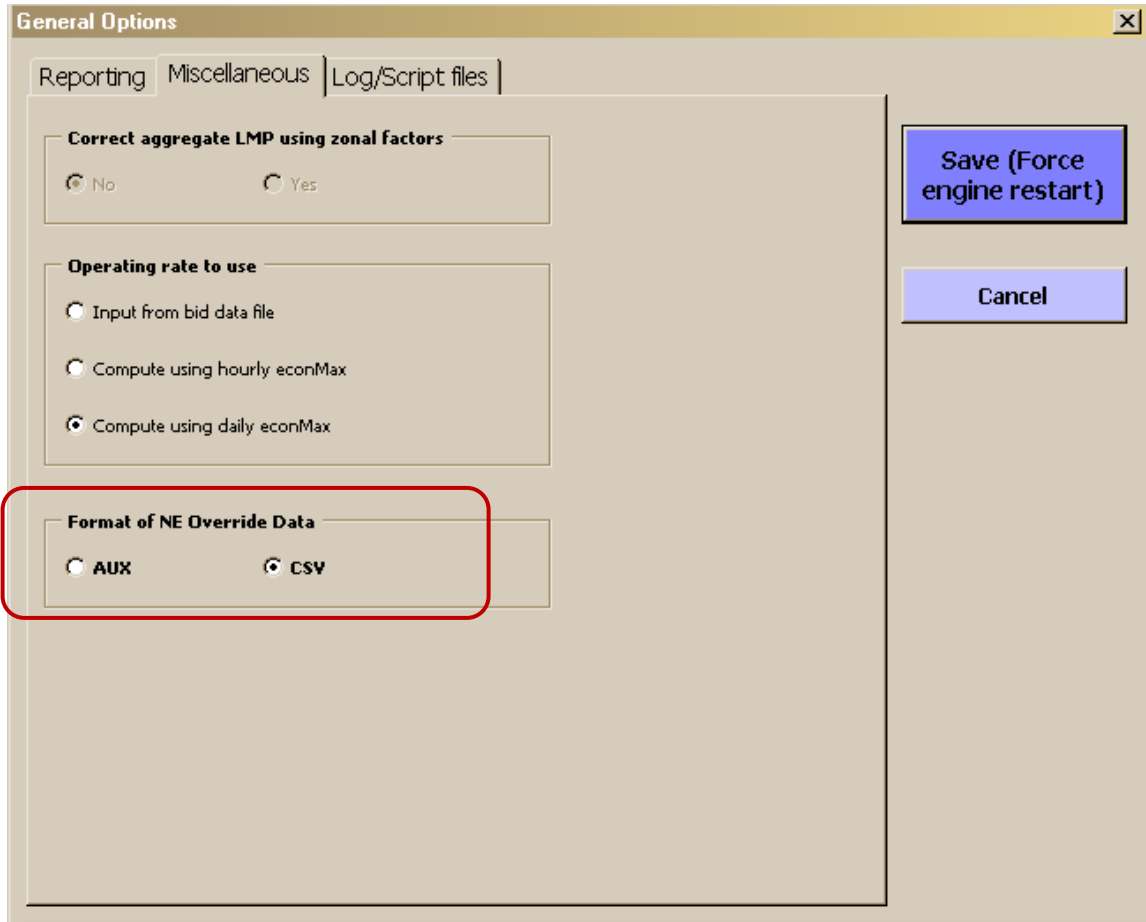 General Options
Reporting Miscellaneous Log/Script files
Correct aggregate LMP using zonal factors
No Yes
Save (Force
engine restart)
Operating rate to use
Input from bid data file
Cancel
Compute using hourly econMax
Compute using daily econMax
Format of NE Override Data
AUX CSV